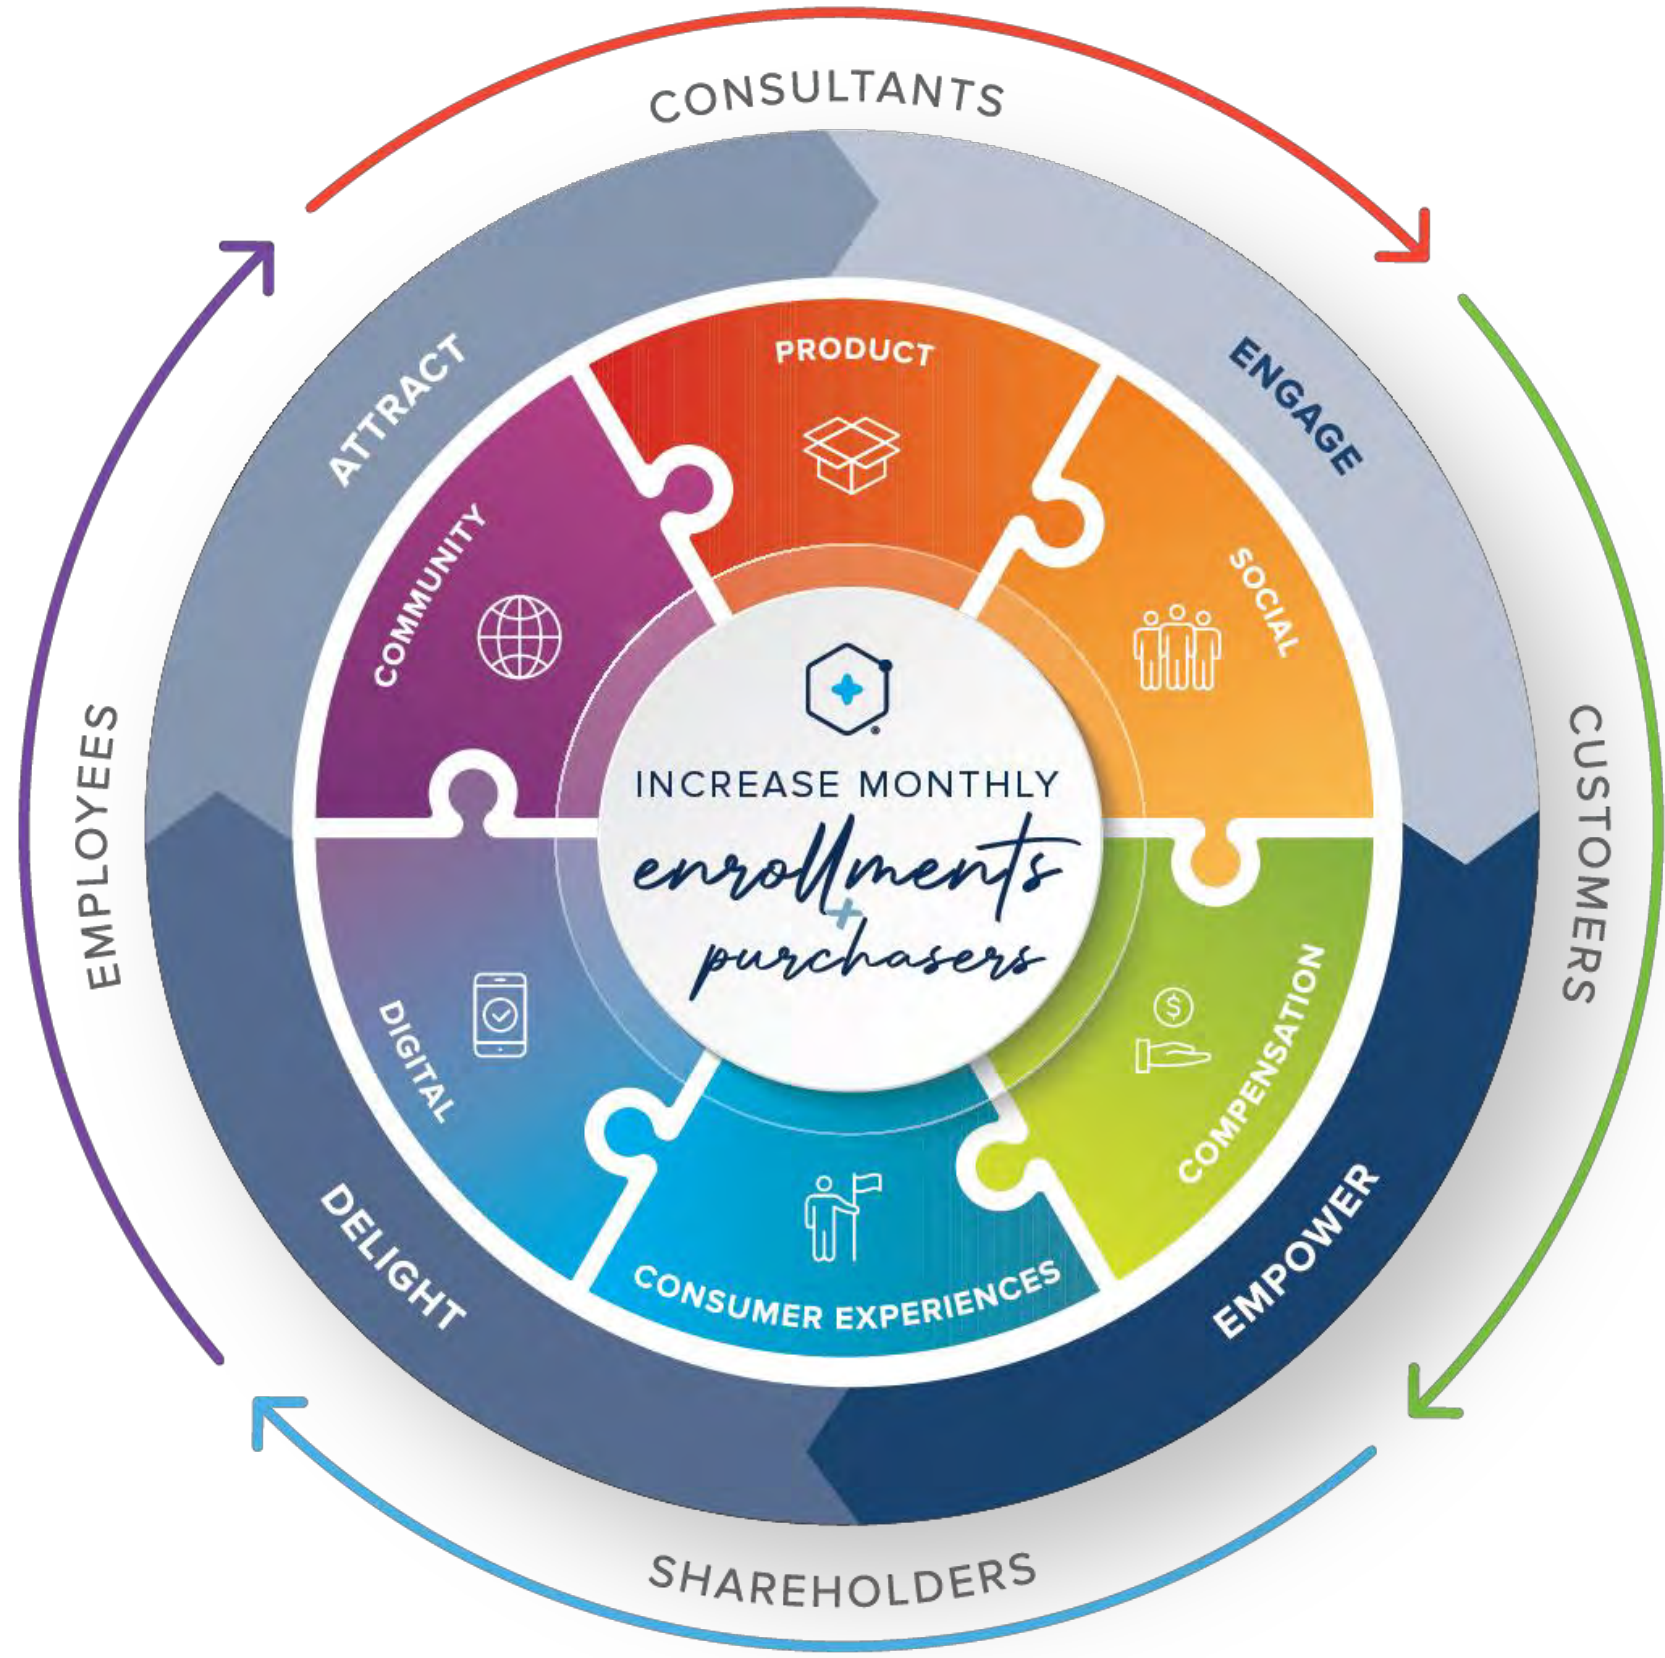 CONSULTANTS
ATTRACT
ENGAGE
PRODUCT
COMMUNITY
SOCIAL
EMPLOYEES
CUSTOMERS
INCREASE MONTHLY
enrollments
+
purchasers
®
$
DIGITAL
COMPENSATION
CONSUMER EXPERIENCES
DELIGHT
EMPOWER
SHAREHOLDERS